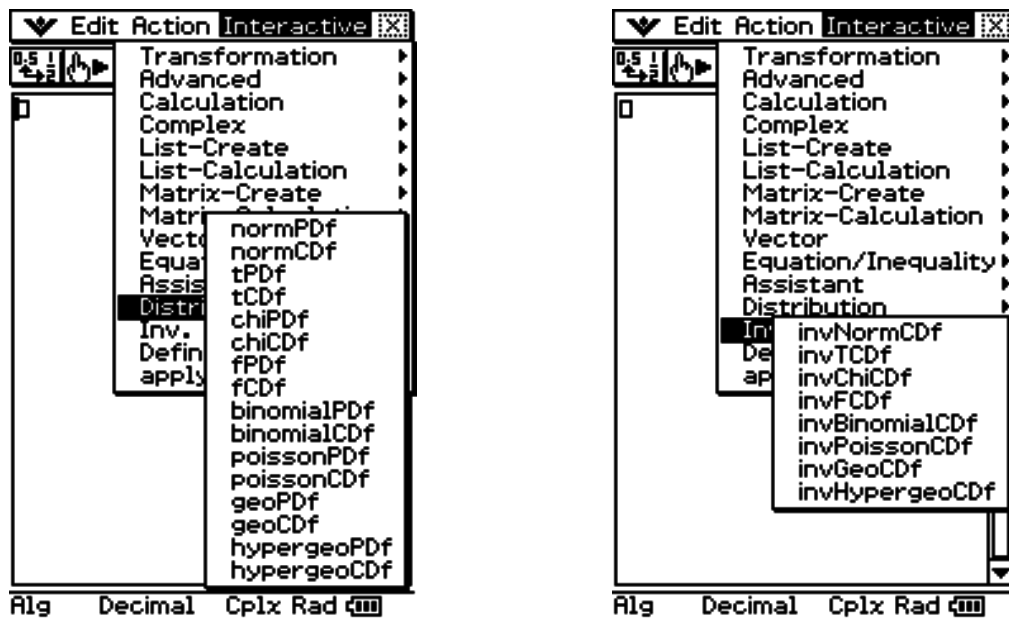 Edit Action Interactive
Transformation
Advanced
Calculation
Complex
List-Create
List-Calculation
Matrix-Create
normPDf
normCDf
tPDf
tCDf
chiPDf
chiCDf
fPDf
fCDf
binomialPDf
binomialCDf
poissonPDf
poissonCDf
geoPDf
geoCDf
hypergeoPDf
hypergeoCDf
Inv.
Alg Decimal Cplx Rad
Edit Action Interactive
Transformation
Advanced
Calculation
Complex
List-Create
List-Calculation
Matrix-Create
Matrix-Calculation
Vector
Equation/Inequality
Assistant
Distribution
invNormCDf
invTCDf
invChiCDf
invFCDf
invBinomialCDf
invPoissonCDf
invGeoCDf
invHypergeoCDf
Alg Decimal Cplx Rad